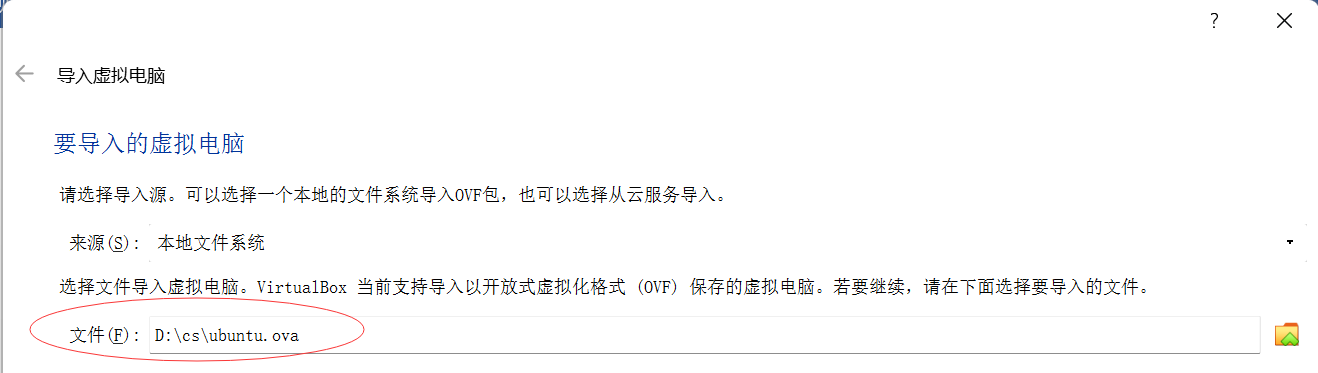 ?
导入虚拟电脑
要导入的虚拟电脑
请选择导入源。可以选择一个本地的文件系统导入OVF包，也可以选择从云服务导入。
来源(S): 本地文件系统
选择文件导入虚拟电脑。VirtualBox 当前支持导入以开放式虚拟化格式 (OVF) 保存的虚拟电脑。若要继续，请在下面选择要导入的文件。
文件(F): D:\cs\ubuntu.ova